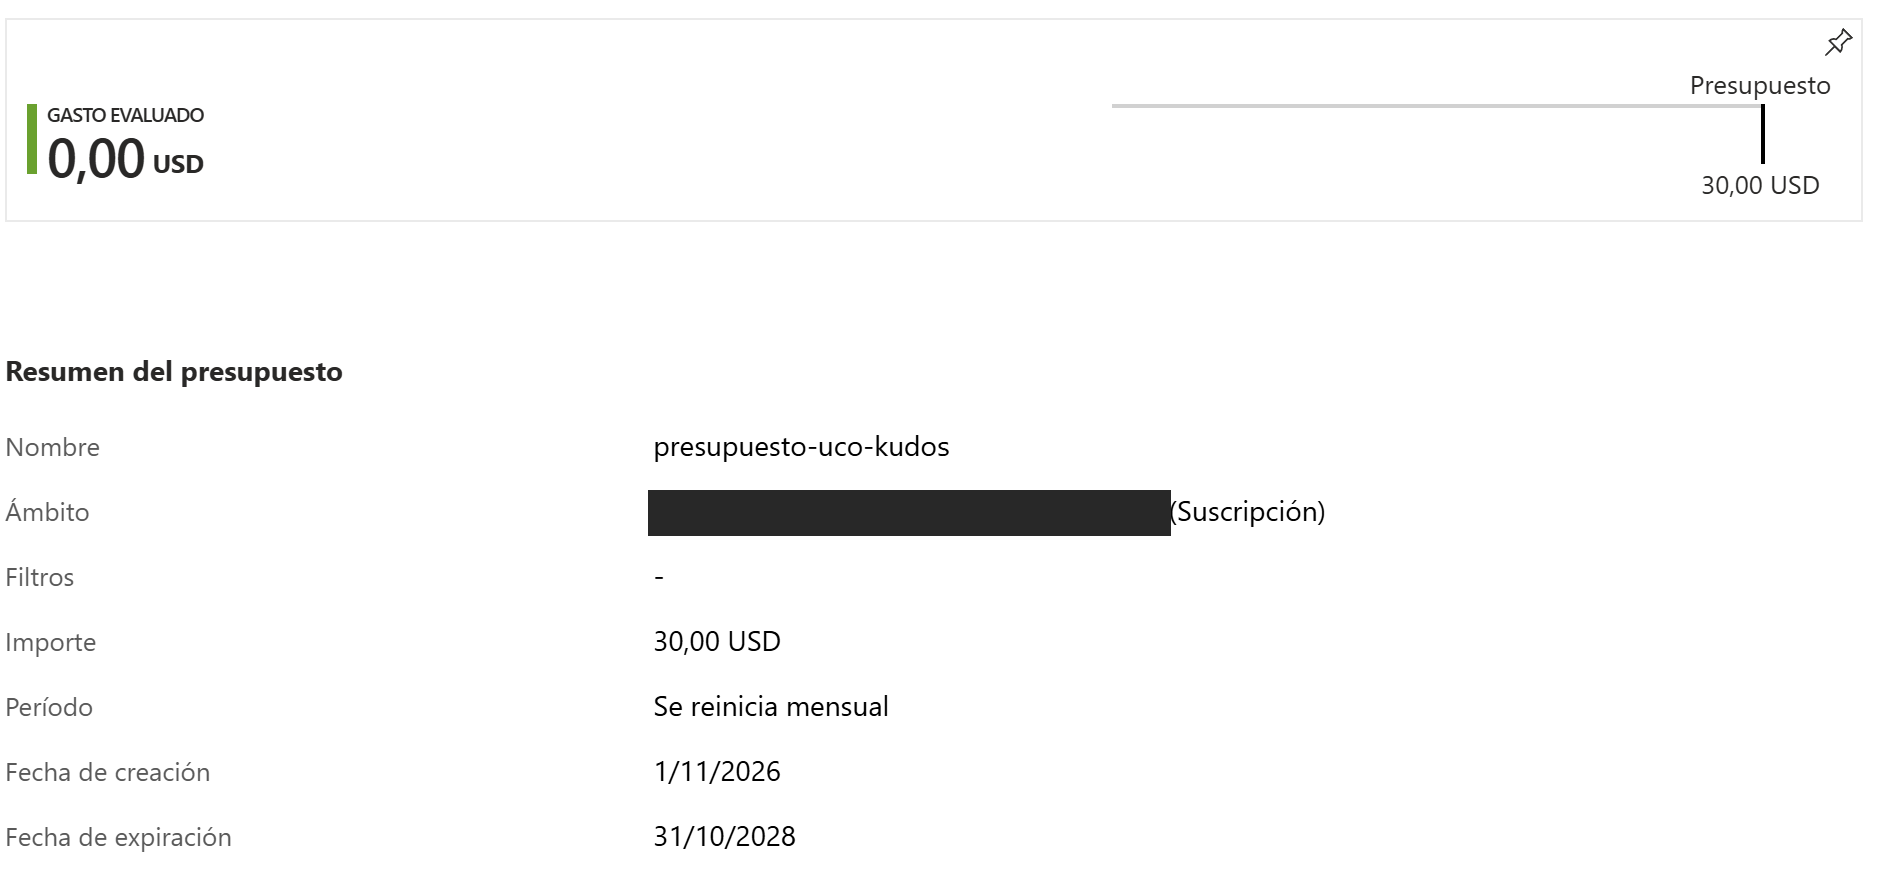 Presupuesto
GASTO EVALUADO
0,00 USD
30,00 USD
Resumen del presupuesto
Nombre presupuesto-uco-kudos
Ámbito (Suscripción)
Filtros -
Importe 30,00 USD
Período Se reinicia mensual
Fecha de creación 1/11/2026
Fecha de expiración 31/10/2028